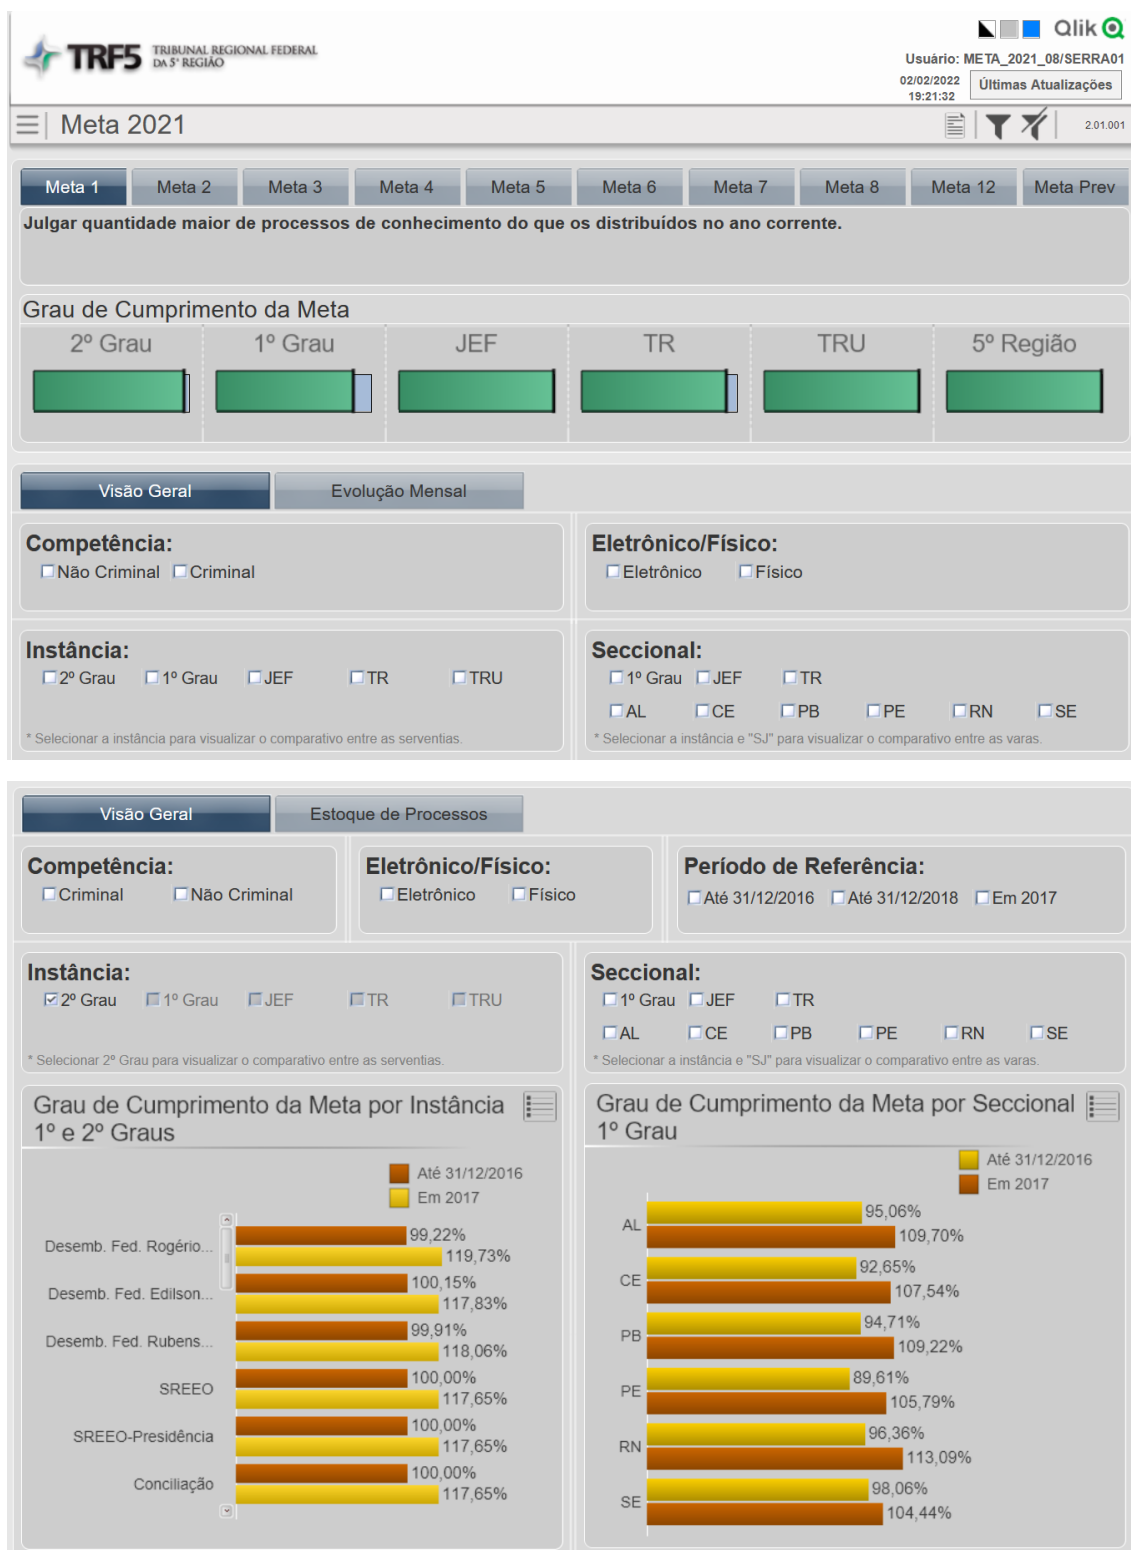 Qlik
TRF5 TRIBUNAL REGIONAL FEDERAL
DA 5ª REGIÃO
Usuário: META_2021_08/SERRA01
02/02/2022
19:21:32
Últimas Atualizações
Meta 2021
2.01.001
Meta 1 Meta 2 Meta 3 Meta 4 Meta 5 Meta 6 Meta 7 Meta 8 Meta 12 Meta Prev
Julgar quantidade maior de processos de conhecimento do que os distribuídos no ano corrente.
Grau de Cumprimento da Meta
2º Grau 1º Grau JEF TR TRU 5º Região
Visão Geral Evolução Mensal
Competência:
Não Criminal Criminal
Eletrônico/Físico:
Eletrônico Físico
Instância:
2º Grau 1º Grau JEF TR TRU
* Selecionar a instância para visualizar o comparativo entre as serventias.
Seccional:
1º Grau JEF TR
AL CE PB PE RN SE
* Selecionar a instância e "SJ" para visualizar o comparativo entre as varas.
Visão Geral Estoque de Processos
Competência:
Criminal Não Criminal
Eletrônico/Físico:
Eletrônico Físico
Período de Referência:
Até 31/12/2016 Até 31/12/2018 Em 2017
Instância:
2º Grau 1º Grau JEF TR TRU
* Selecionar 2º Grau para visualizar o comparativo entre as serventias.
Seccional:
1º Grau JEF TR
AL CE PB PE RN SE
* Selecionar a instância e "SJ" para visualizar o comparativo entre as varas.
Grau de Cumprimento da Meta por Instância
1º e 2º Graus
Até 31/12/2016
Em 2017
Desemb. Fed. Rogério...
99,22%
119,73%
Desemb. Fed. Edilson...
100,15%
117,83%
Desemb. Fed. Rubens...
99,91%
118,06%
SREEO
100,00%
117,65%
SREEO-Presidência
100,00%
117,65%
Conciliação
100,00%
117,65%
Grau de Cumprimento da Meta por Seccional
1º Grau
Até 31/12/2016
Em 2017
AL
95,06%
109,70%
CE
92,65%
107,54%
PB
94,71%
109,22%
PE
89,61%
105,79%
RN
96,36%
113,09%
SE
98,06%
104,44%